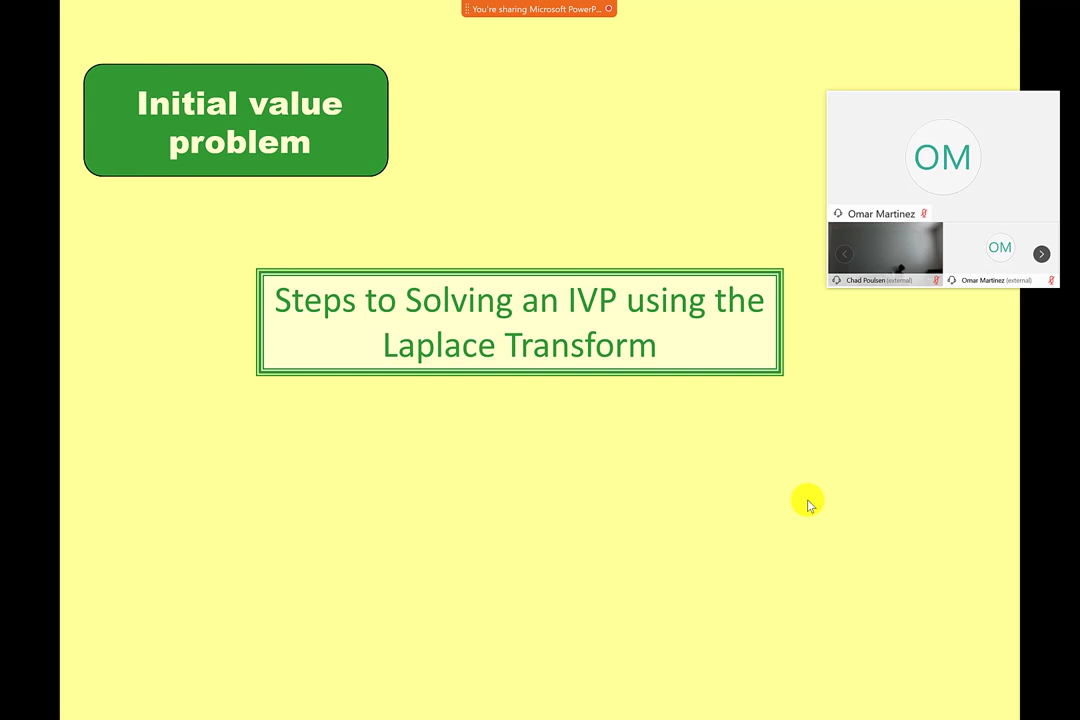 You're sharing Microsoft PowerP...
Initial value
problem
OM
Omar Martinez
OM
Chad Poulsen (external)
Omar Martinez (external)
Steps to Solving an IVP using the
Laplace Transform